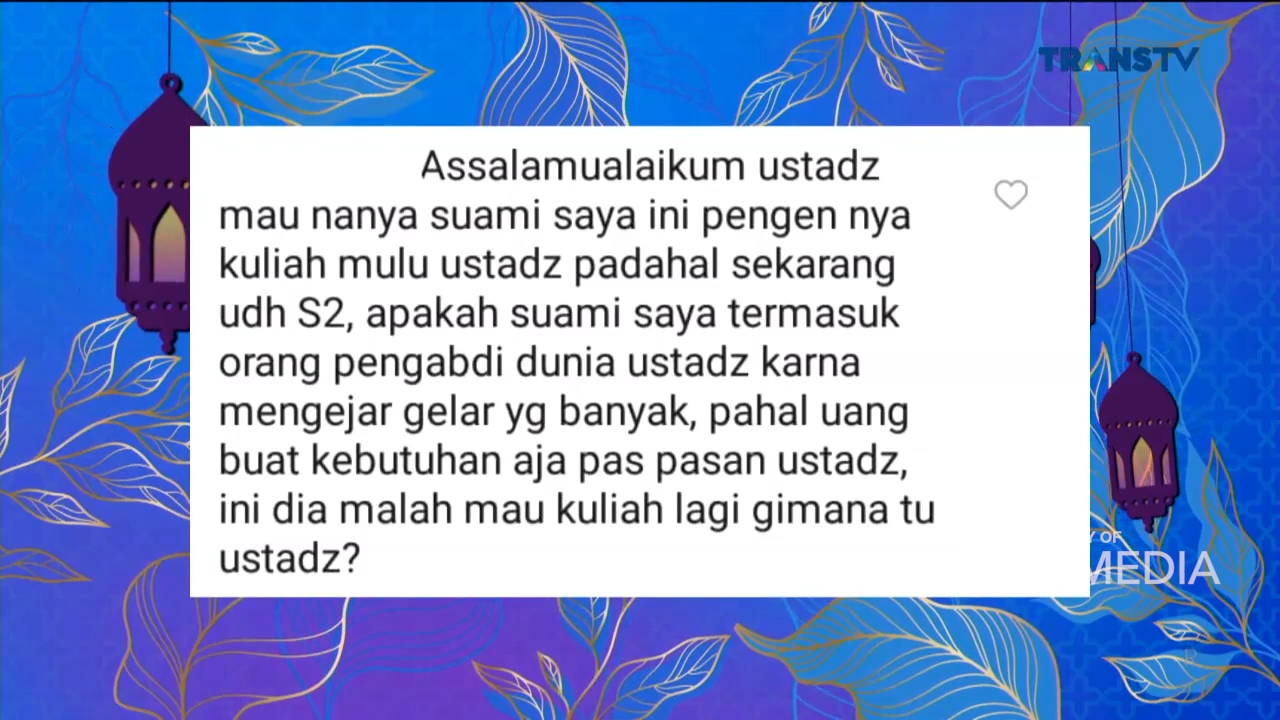 TRANSTV
Assalamualaikum ustadz
mau nanya suami saya ini pengen nya
kuliah mulu ustadz padahal sekarang
udh S2, apakah suami saya termasuk
orang pengabdi dunia ustadz karna
mengejar gelar yg banyak, pahal uang
buat kebutuhan aja pas pasan ustadz,
ini dia malah mau kuliah lagi gimana tu
ustadz?
Y OF
MEDIA